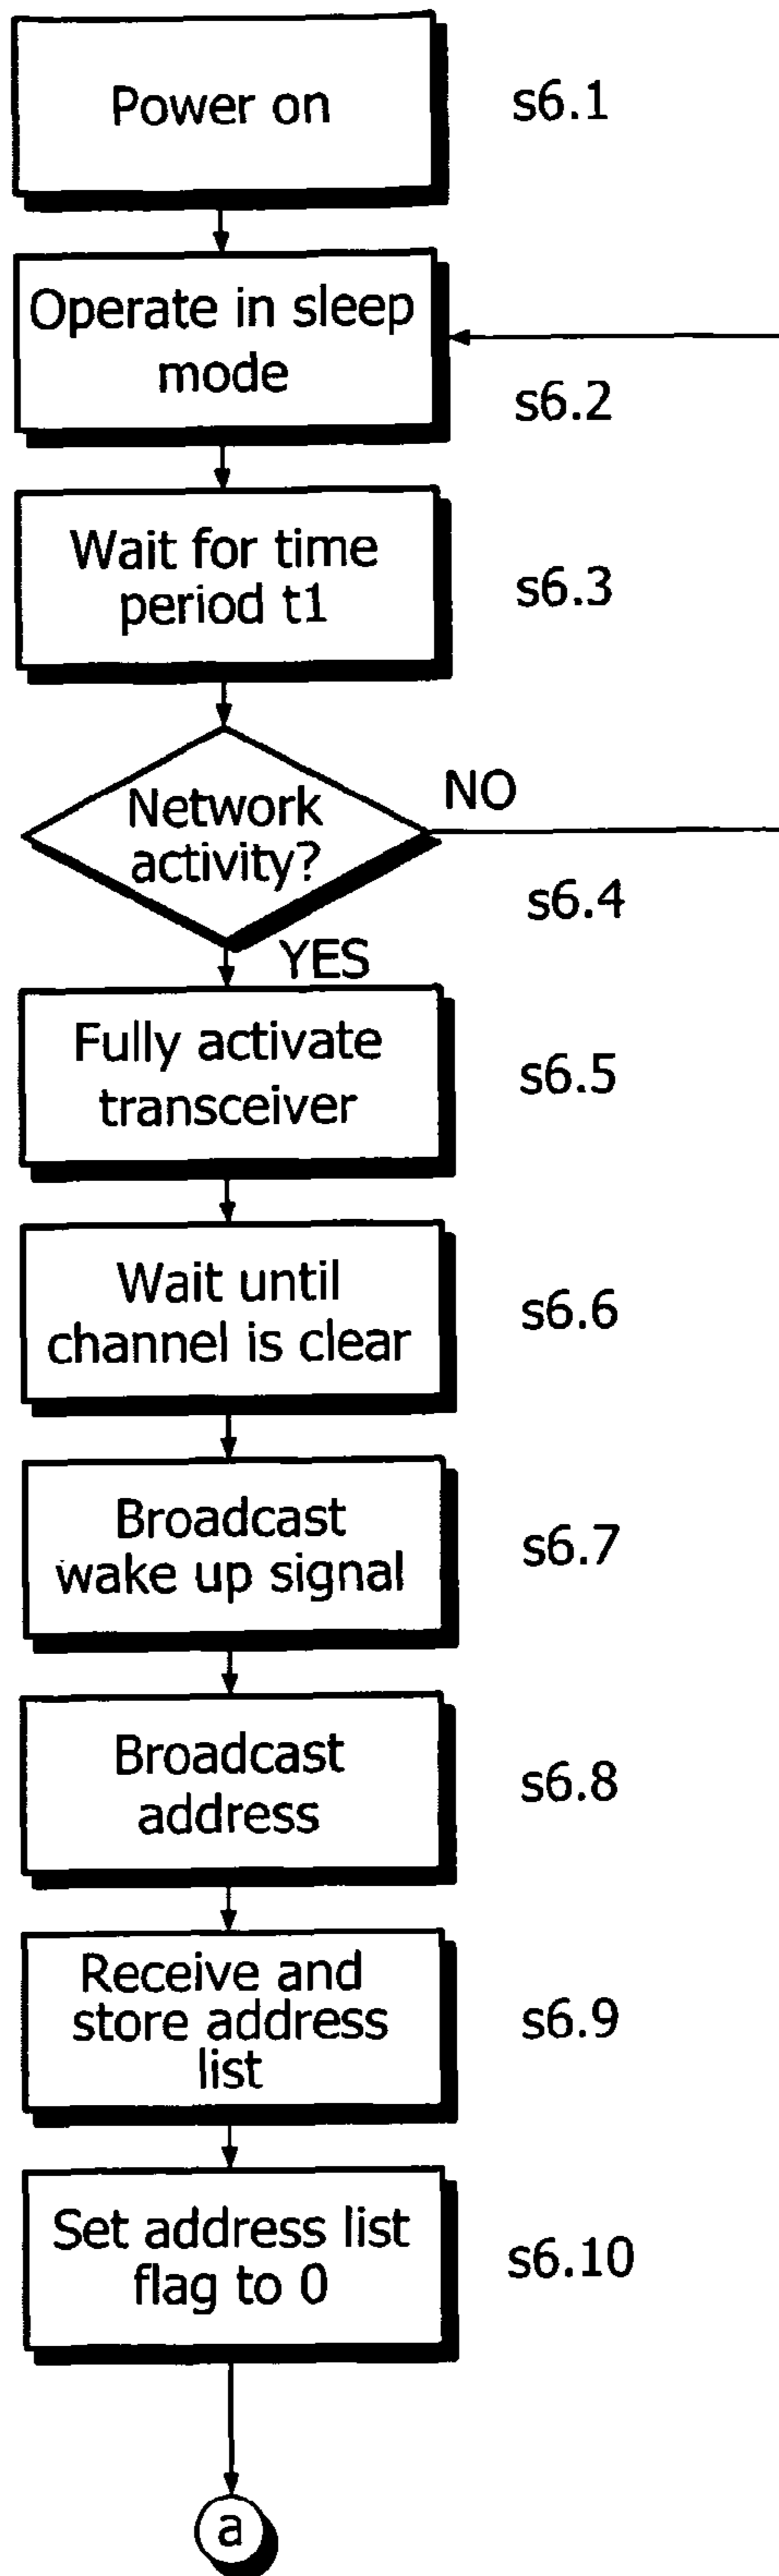 Power on
s6.1
Operate in sleep
mode
s6.2
Wait for time
period t1
s6.3
Network
activity?
NO
s6.4
YES
Fully activate
transceiver
s6.5
Wait until
channel is clear
s6.6
Broadcast
wake up signal
s6.7
Broadcast
address
s6.8
Receive and
store address
list
s6.9
Set address list
flag to 0
s6.10
a